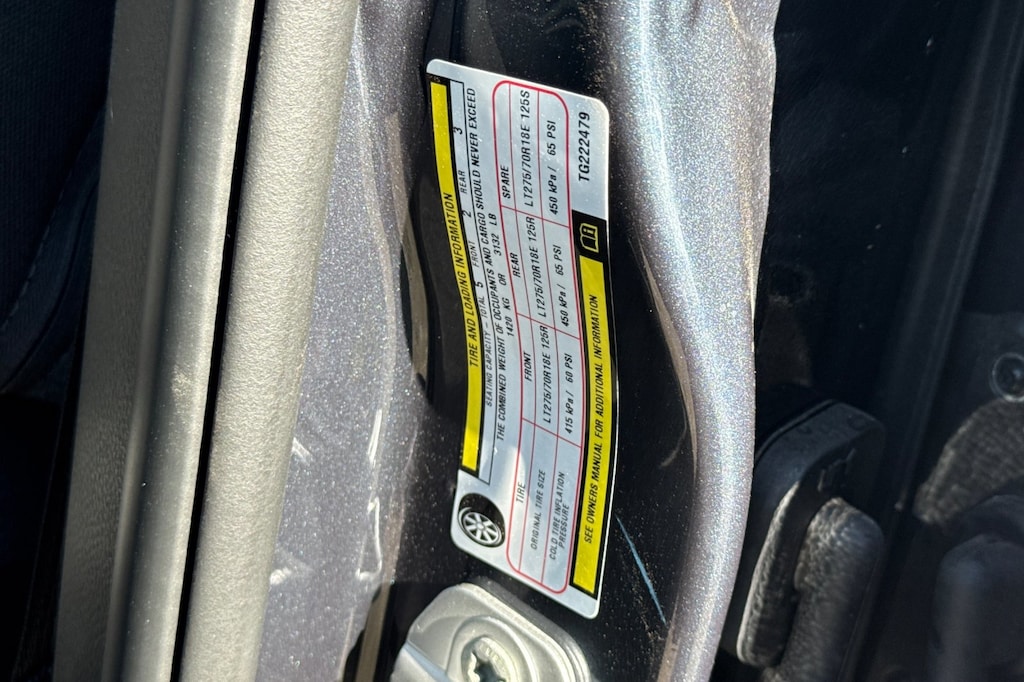 TIRE AND LOADING INFORMATION
SEATING CAPACITY - TOTAL 5 FRONT 2 REAR 3
THE COMBINED WEIGHT OF OCCUPANTS AND CARGO SHOULD NEVER EXCEED
1420 KG OR 3132 LB
TIRE FRONT REAR SPARE
ORIGINAL TIRE SIZE LT275/70R18E 125R LT275/70R18E 125R LT275/70R18E 125S
COLD TIRE INFLATION PRESSURE 415 kPa / 60 PSI 450 kPa / 65 PSI 450 kPa / 65 PSI
SEE OWNERS MANUAL FOR ADDITIONAL INFORMATION
TG222479